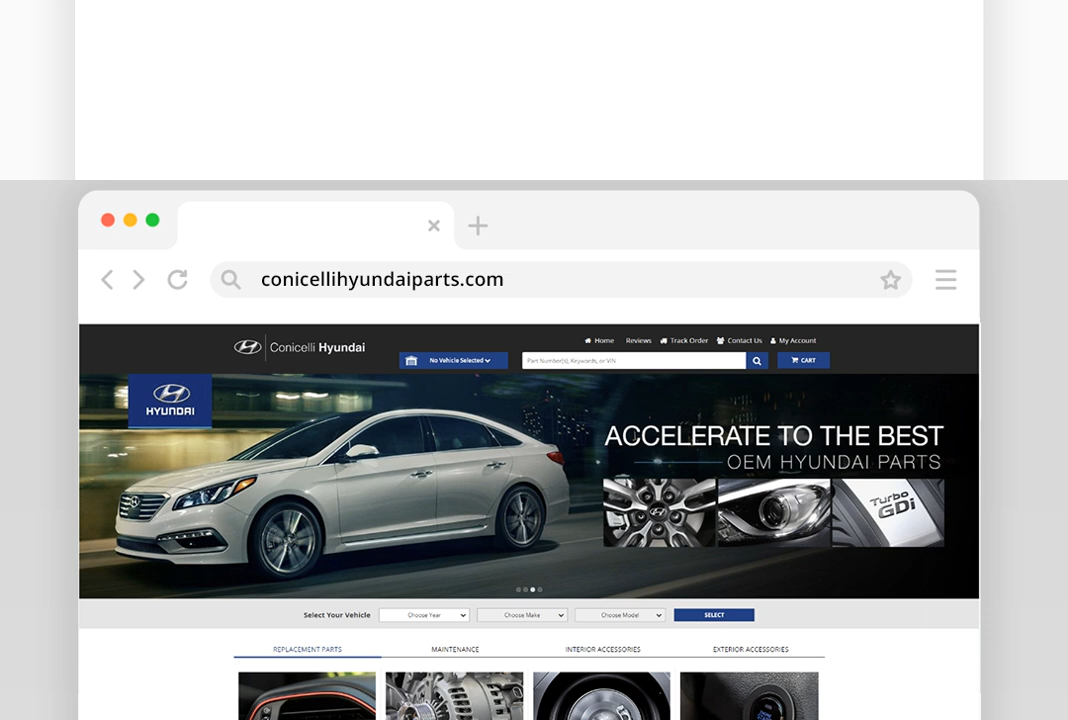 conicellihyundaiparts.com
Home Reviews Track Order Contact Us My Account
Conicelli Hyundai
No Vehicle Selected
Part Number(s), Keywords, or VIN
CART
HYUNDAI
ACCELERATE TO THE BEST
OEM HYUNDAI PARTS
Turbo
GDi
Select Your Vehicle Choose Year Choose Make Choose Model SELECT
REPLACEMENT PARTS MAINTENANCE INTERIOR ACCESSORIES EXTERIOR ACCESSORIES